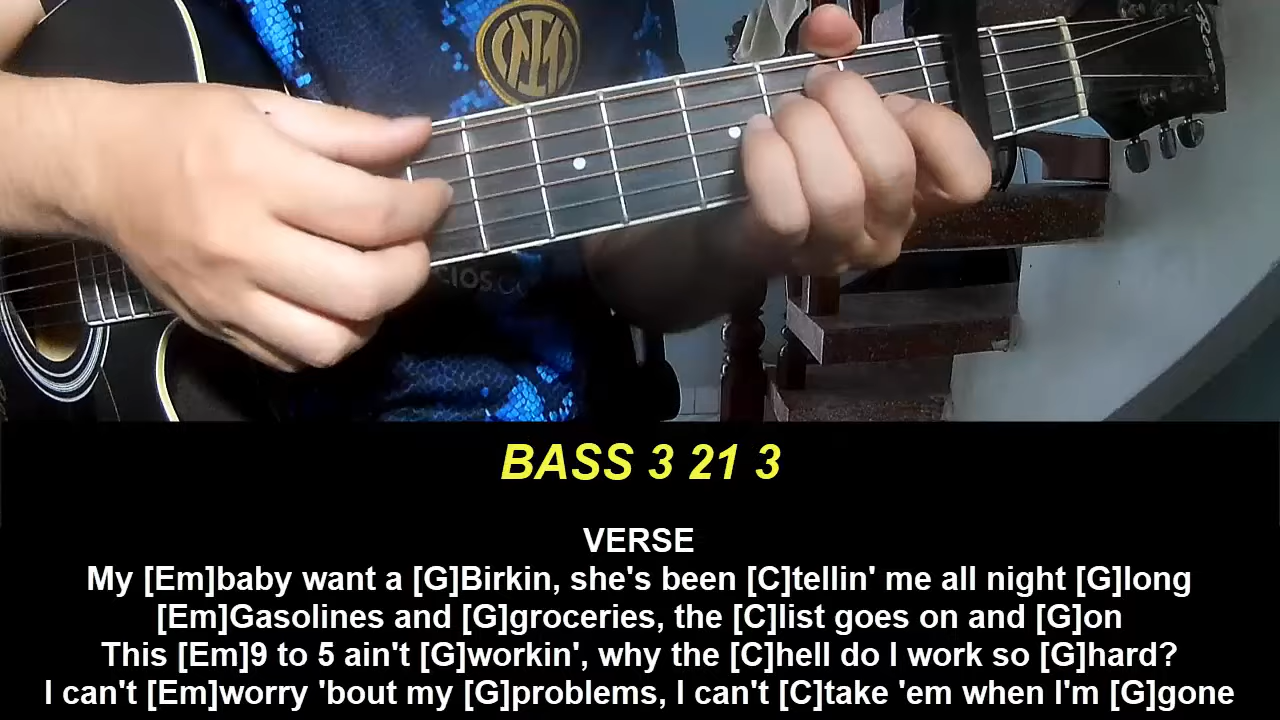 CIOS.CO
BASS 3 21 3
VERSE
My [Em]baby want a [G]Birkin, she's been [C]tellin' me all night [G]long
[Em]Gasolines and [G]groceries, the [C]list goes on and [G]on
This [Em]9 to 5 ain't [G]workin', why the [C]hell do I work so [G]hard?
I can't [Em]worry 'bout my [G]problems, I can't [C]take 'em when I'm [G]gone